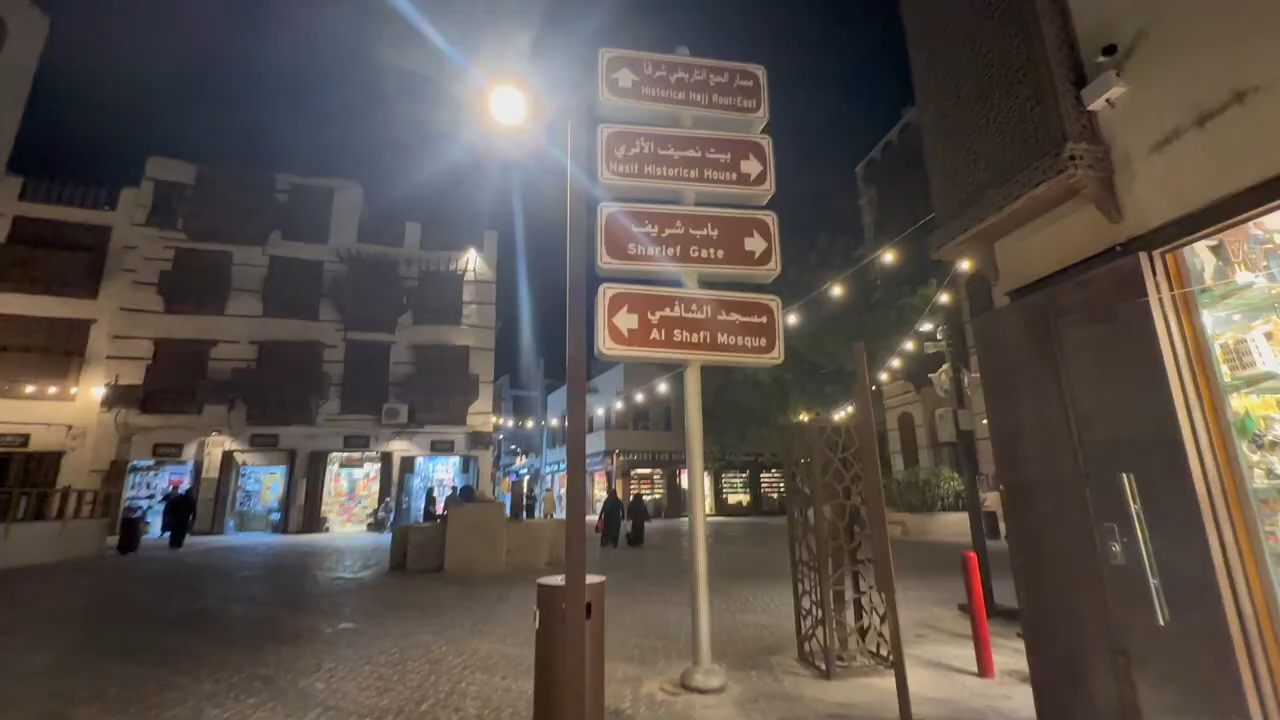 مسار الحج التاريخي شرقاً
Historical Hajj Rout:East
بيت نصيف الأثري
Nasif Historical House
باب شريف
Sharief Gate
مسجد الشافعي
Al Shafi'i Mosque